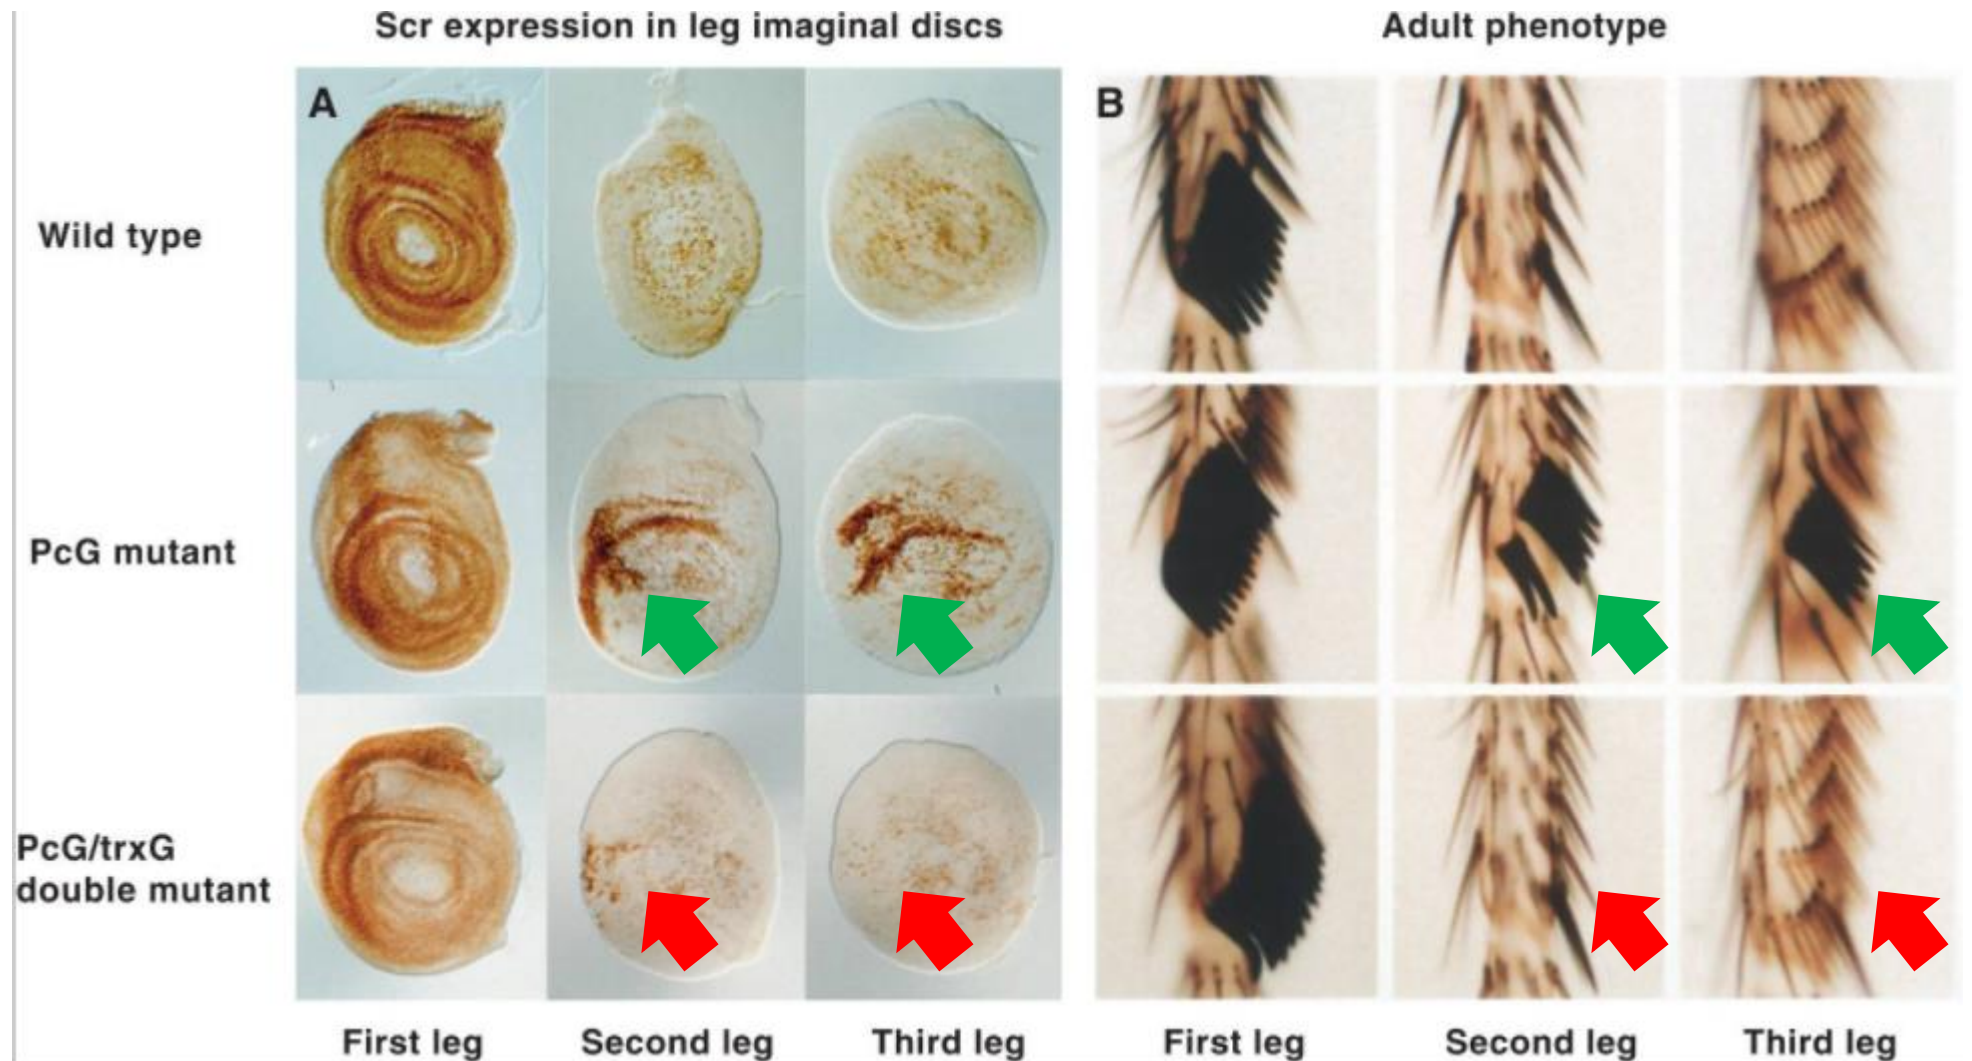 Scr expression in leg imaginal discs
Adult phenotype
A
B
Wild type
PcG mutant
PcG/trxG
double mutant
First leg
Second leg
Third leg
First leg
Second leg
Third leg